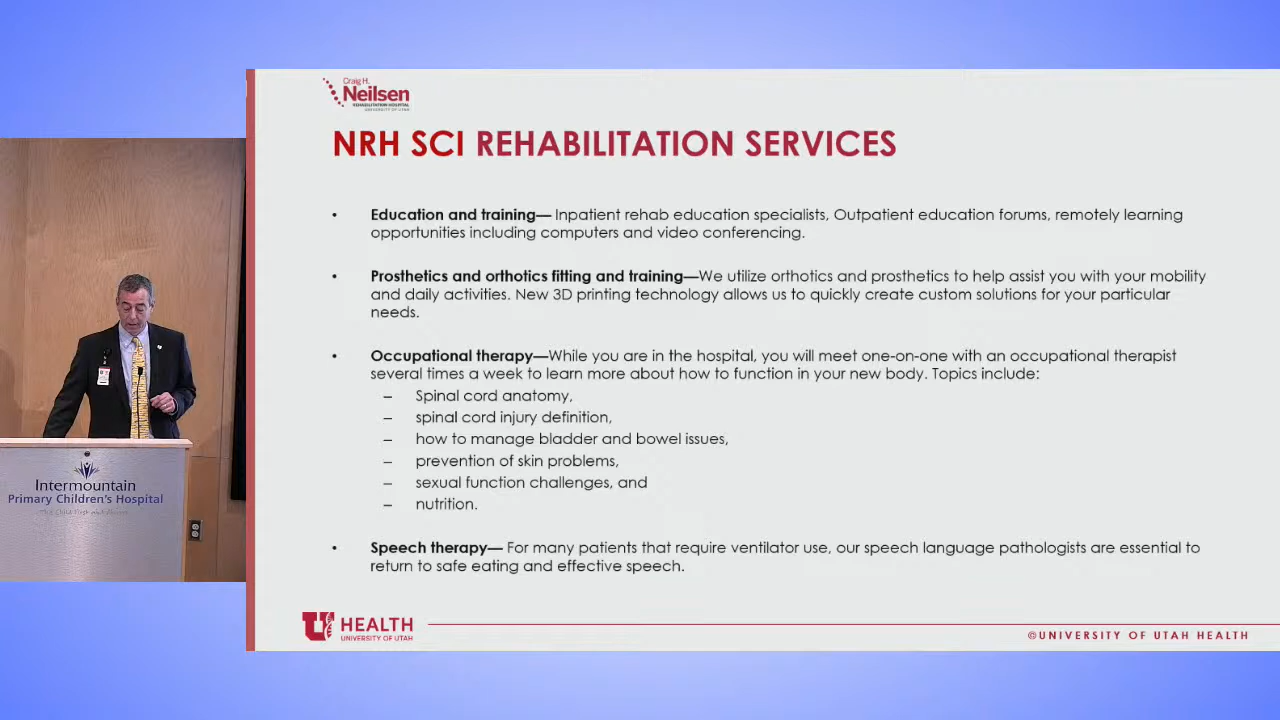 Craig H.
Neilsen
REHABILITATION HOSPITAL
UNIVERSITY OF UTAH
NRH SCI REHABILITATION SERVICES
• Education and training— Inpatient rehab education specialists, Outpatient education forums, remotely learning
opportunities including computers and video conferencing.
• Prosthetics and orthotics fitting and training—We utilize orthotics and prosthetics to help assist you with your mobility
and daily activities. New 3D printing technology allows us to quickly create custom solutions for your particular
needs.
• Occupational therapy—While you are in the hospital, you will meet one-on-one with an occupational therapist
several times a week to learn more about how to function in your new body. Topics include:
– Spinal cord anatomy,
– spinal cord injury definition,
– how to manage bladder and bowel issues,
– prevention of skin problems,
– sexual function challenges, and
– nutrition.
• Speech therapy— For many patients that require ventilator use, our speech language pathologists are essential to
return to safe eating and effective speech.
U HEALTH
UNIVERSITY OF UTAH
©UNIVERSITY OF UTAH HEALTH
Intermountain
Primary Children's Hospital
The Child First and Always